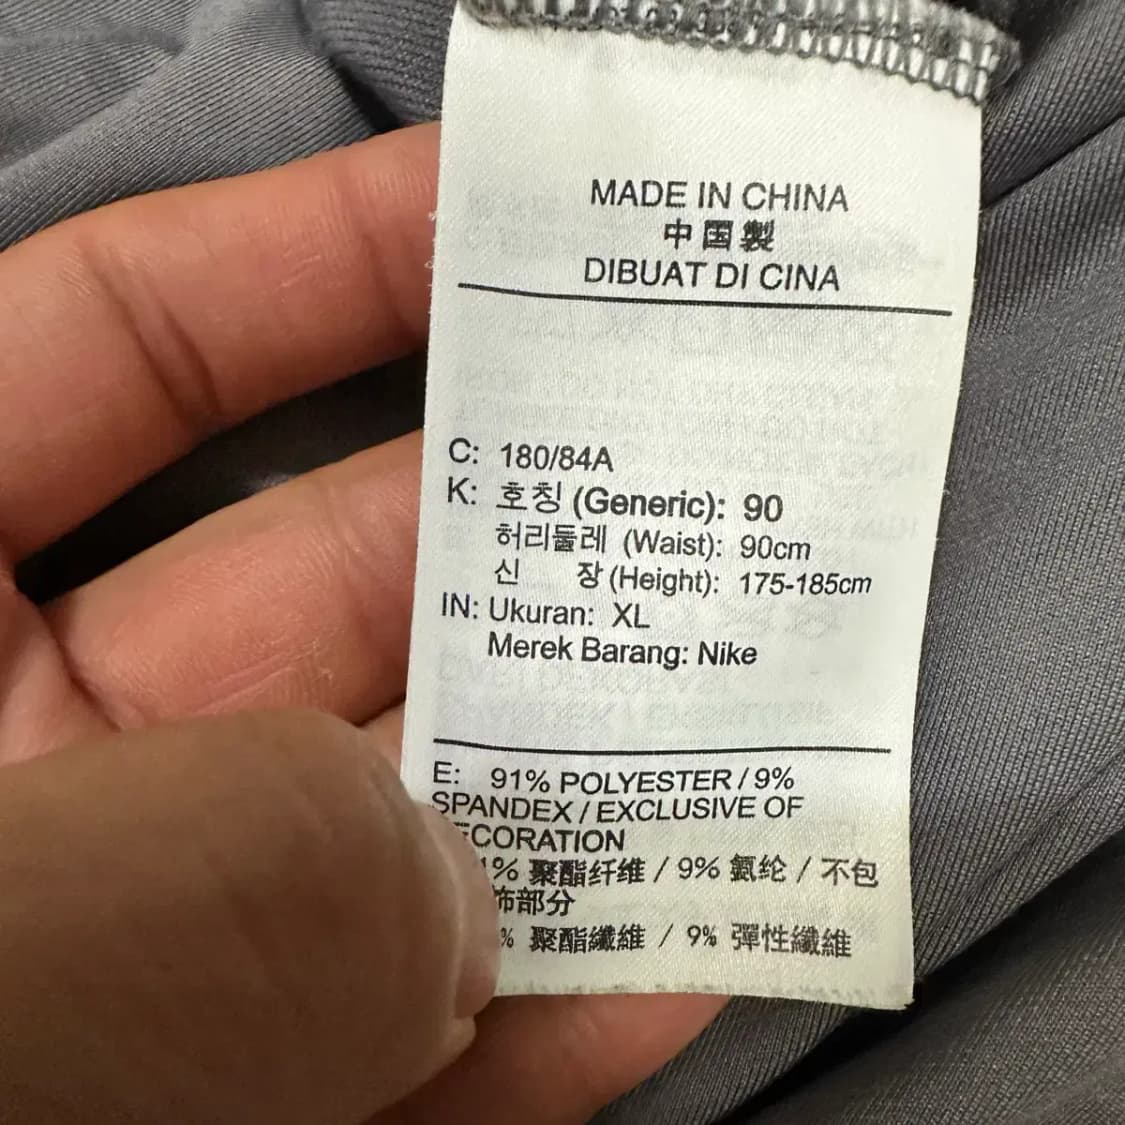 MADE IN CHINA
中国製
DIBUAT DI CINA
C: 180/84A
K: 호칭 (Generic): 90
허리둘레 (Waist): 90cm
신 장 (Height): 175-185cm
IN: Ukuran: XL
Merek Barang: Nike
E: 91% POLYESTER / 9%
SPANDEX / EXCLUSIVE OF
ECORATION
1% 聚酯纤维 / 9% 氨纶 / 不包
饰部分
% 聚酯纖維 / 9% 彈性纖維